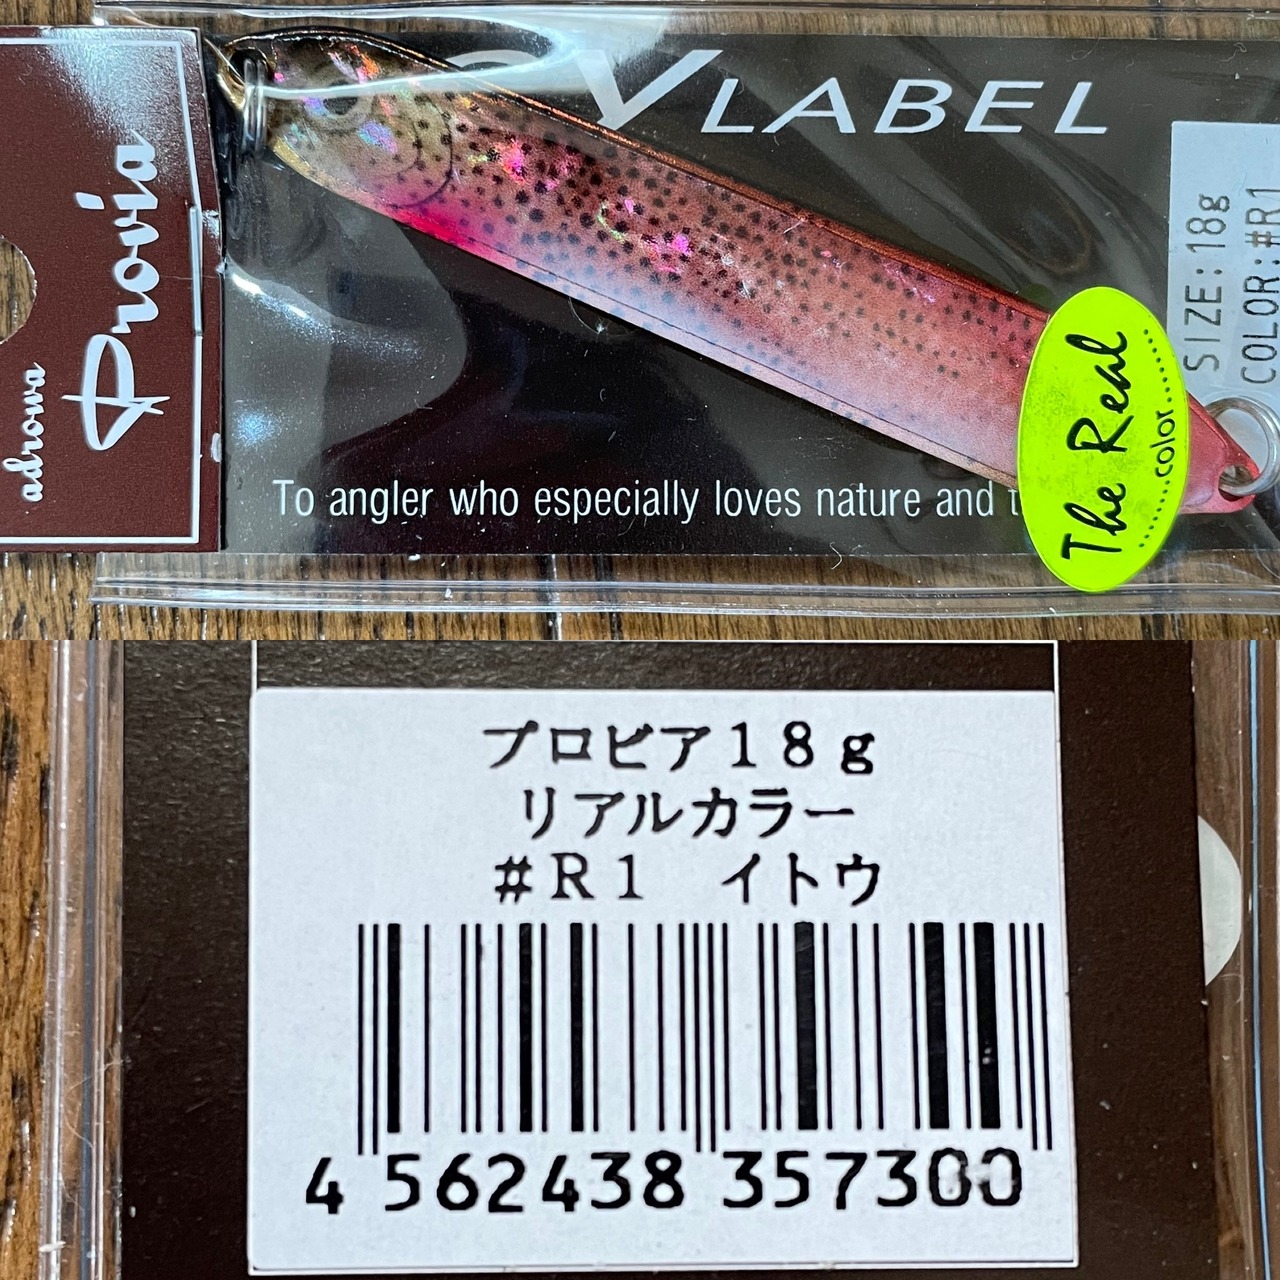 adrowa
Provia
LABEL
SIZE:18g
COLOR:#R1
To angler who especially loves nature and
The Real
color
プロビア18g
リアルカラー
#R1 イトウ
4 562438 357300